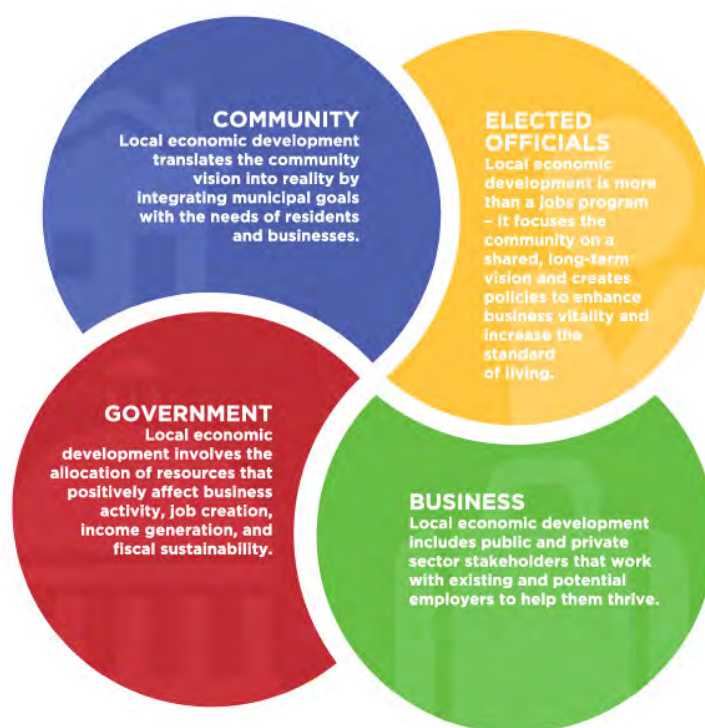 COMMUNITY
Local economic development
translates the community
vision into reality by
integrating municipal goals
with the needs of residents
and businesses.
ELECTED
OFFICIALS
Local economic
development is more
than a jobs program
– it focuses the
community on a
shared, long-term
vision and creates
policies to enhance
business vitality and
increase the
standard
of living.
GOVERNMENT
Local economic
development involves the
allocation of resources that
positively affect business
activity, job creation,
income generation, and
fiscal sustainability.
BUSINESS
Local economic development
includes public and private
sector stakeholders that work
with existing and potential
employers to help them thrive.